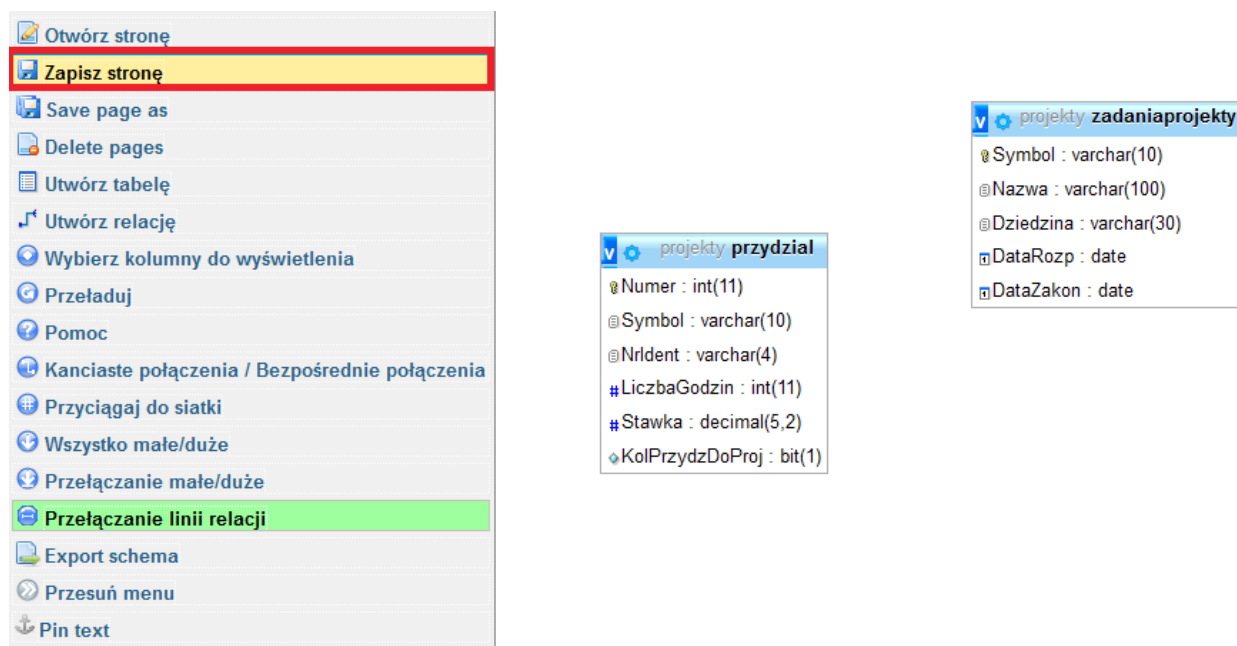 Otwórz stronę
Zapisz stronę
Save page as
Delete pages
Utwórz tabelę
Utwórz relację
Wybierz kolumny do wyświetlenia
Przeładuj
Pomoc
Kanciaste połączenia / Bezpośrednie połączenia
Przyciągaj do siatki
Wszystko małe/duże
Przełączanie małe/duże
Przełączanie linii relacji
Export schema
Przesuń menu
Pin text
v projekty przydzial
Numer : int(11)
Symbol : varchar(10)
NrIdent : varchar(4)
#LiczbaGodzin : int(11)
#Stawka : decimal(5,2)
KolPrzydzDoProj : bit(1)
v projekty zadaniaprojekty
Symbol : varchar(10)
Nazwa : varchar(100)
Dziedzina : varchar(30)
DataRozp : date
DataZakon : date